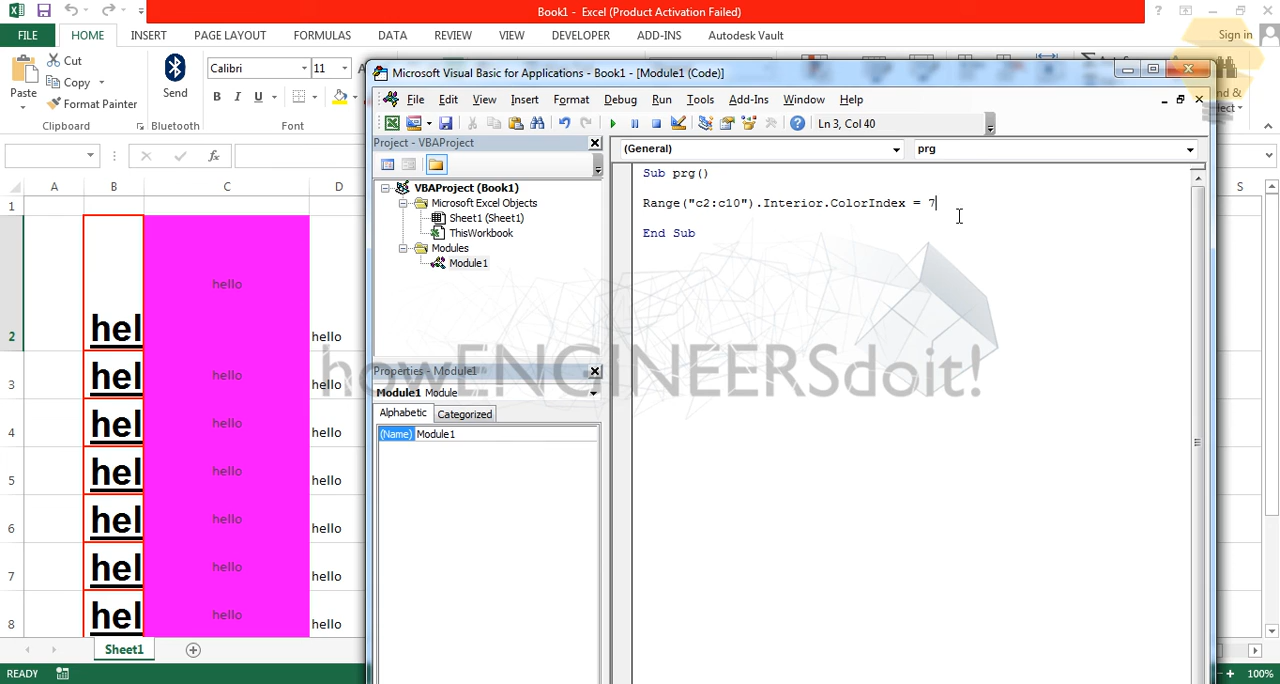 Book1 - Excel (Product Activation Failed)
FILE HOME INSERT PAGE LAYOUT FORMULAS DATA REVIEW VIEW DEVELOPER ADD-INS Autodesk Vault Sign in
Cut
Copy
Format Painter
Paste
Clipboard
Send
Bluetooth
Calibri 11
B I U
Font
Microsoft Visual Basic for Applications - Book1 - [Module1 (Code)]
File Edit View Insert Format Debug Run Tools Add-Ins Window Help
Ln 3, Col 40
Project - VBAProject
VBAProject (Book1)
Microsoft Excel Objects
Sheet1 (Sheet1)
ThisWorkbook
Modules
Module1
Properties - Module1
Module1 Module
Alphabetic Categorized
(Name) Module1
(General) prg
Sub prg()
Range("c2:c10").Interior.ColorIndex = 7
End Sub
howENGINEERSdoit!
A B C D S
1
2 hel hello hello
3 hel hello hello
4 hel hello hello
5 hel hello hello
6 hel hello hello
7 hel hello hello
8 hel hello hello
Sheet1
READY 100%